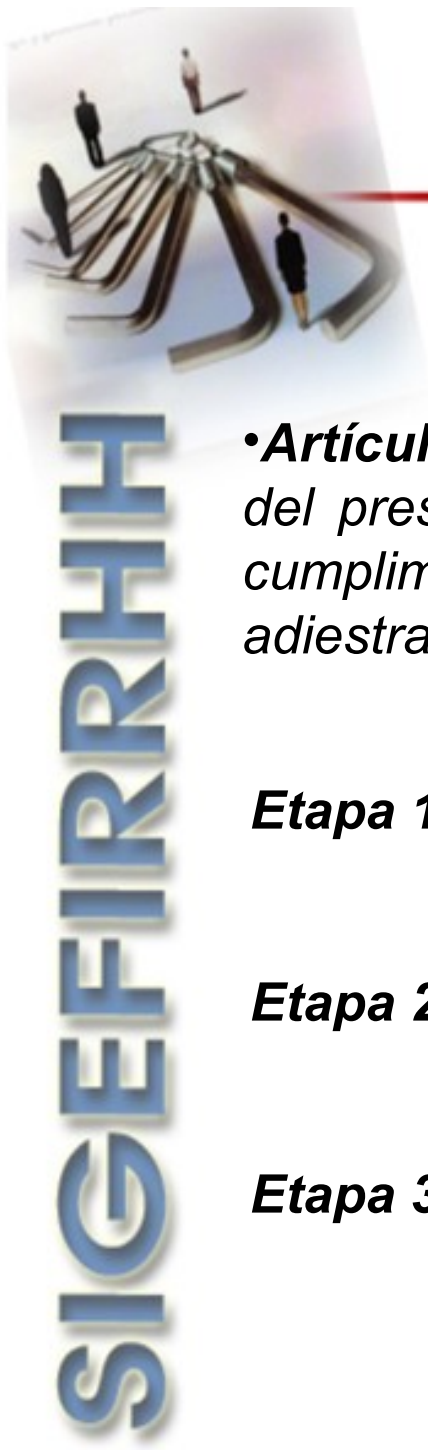 •Artícul
del pres
cumplim
adiestra
Etapa 1
Etapa 2
Etapa 3
SIGEFIRRHH